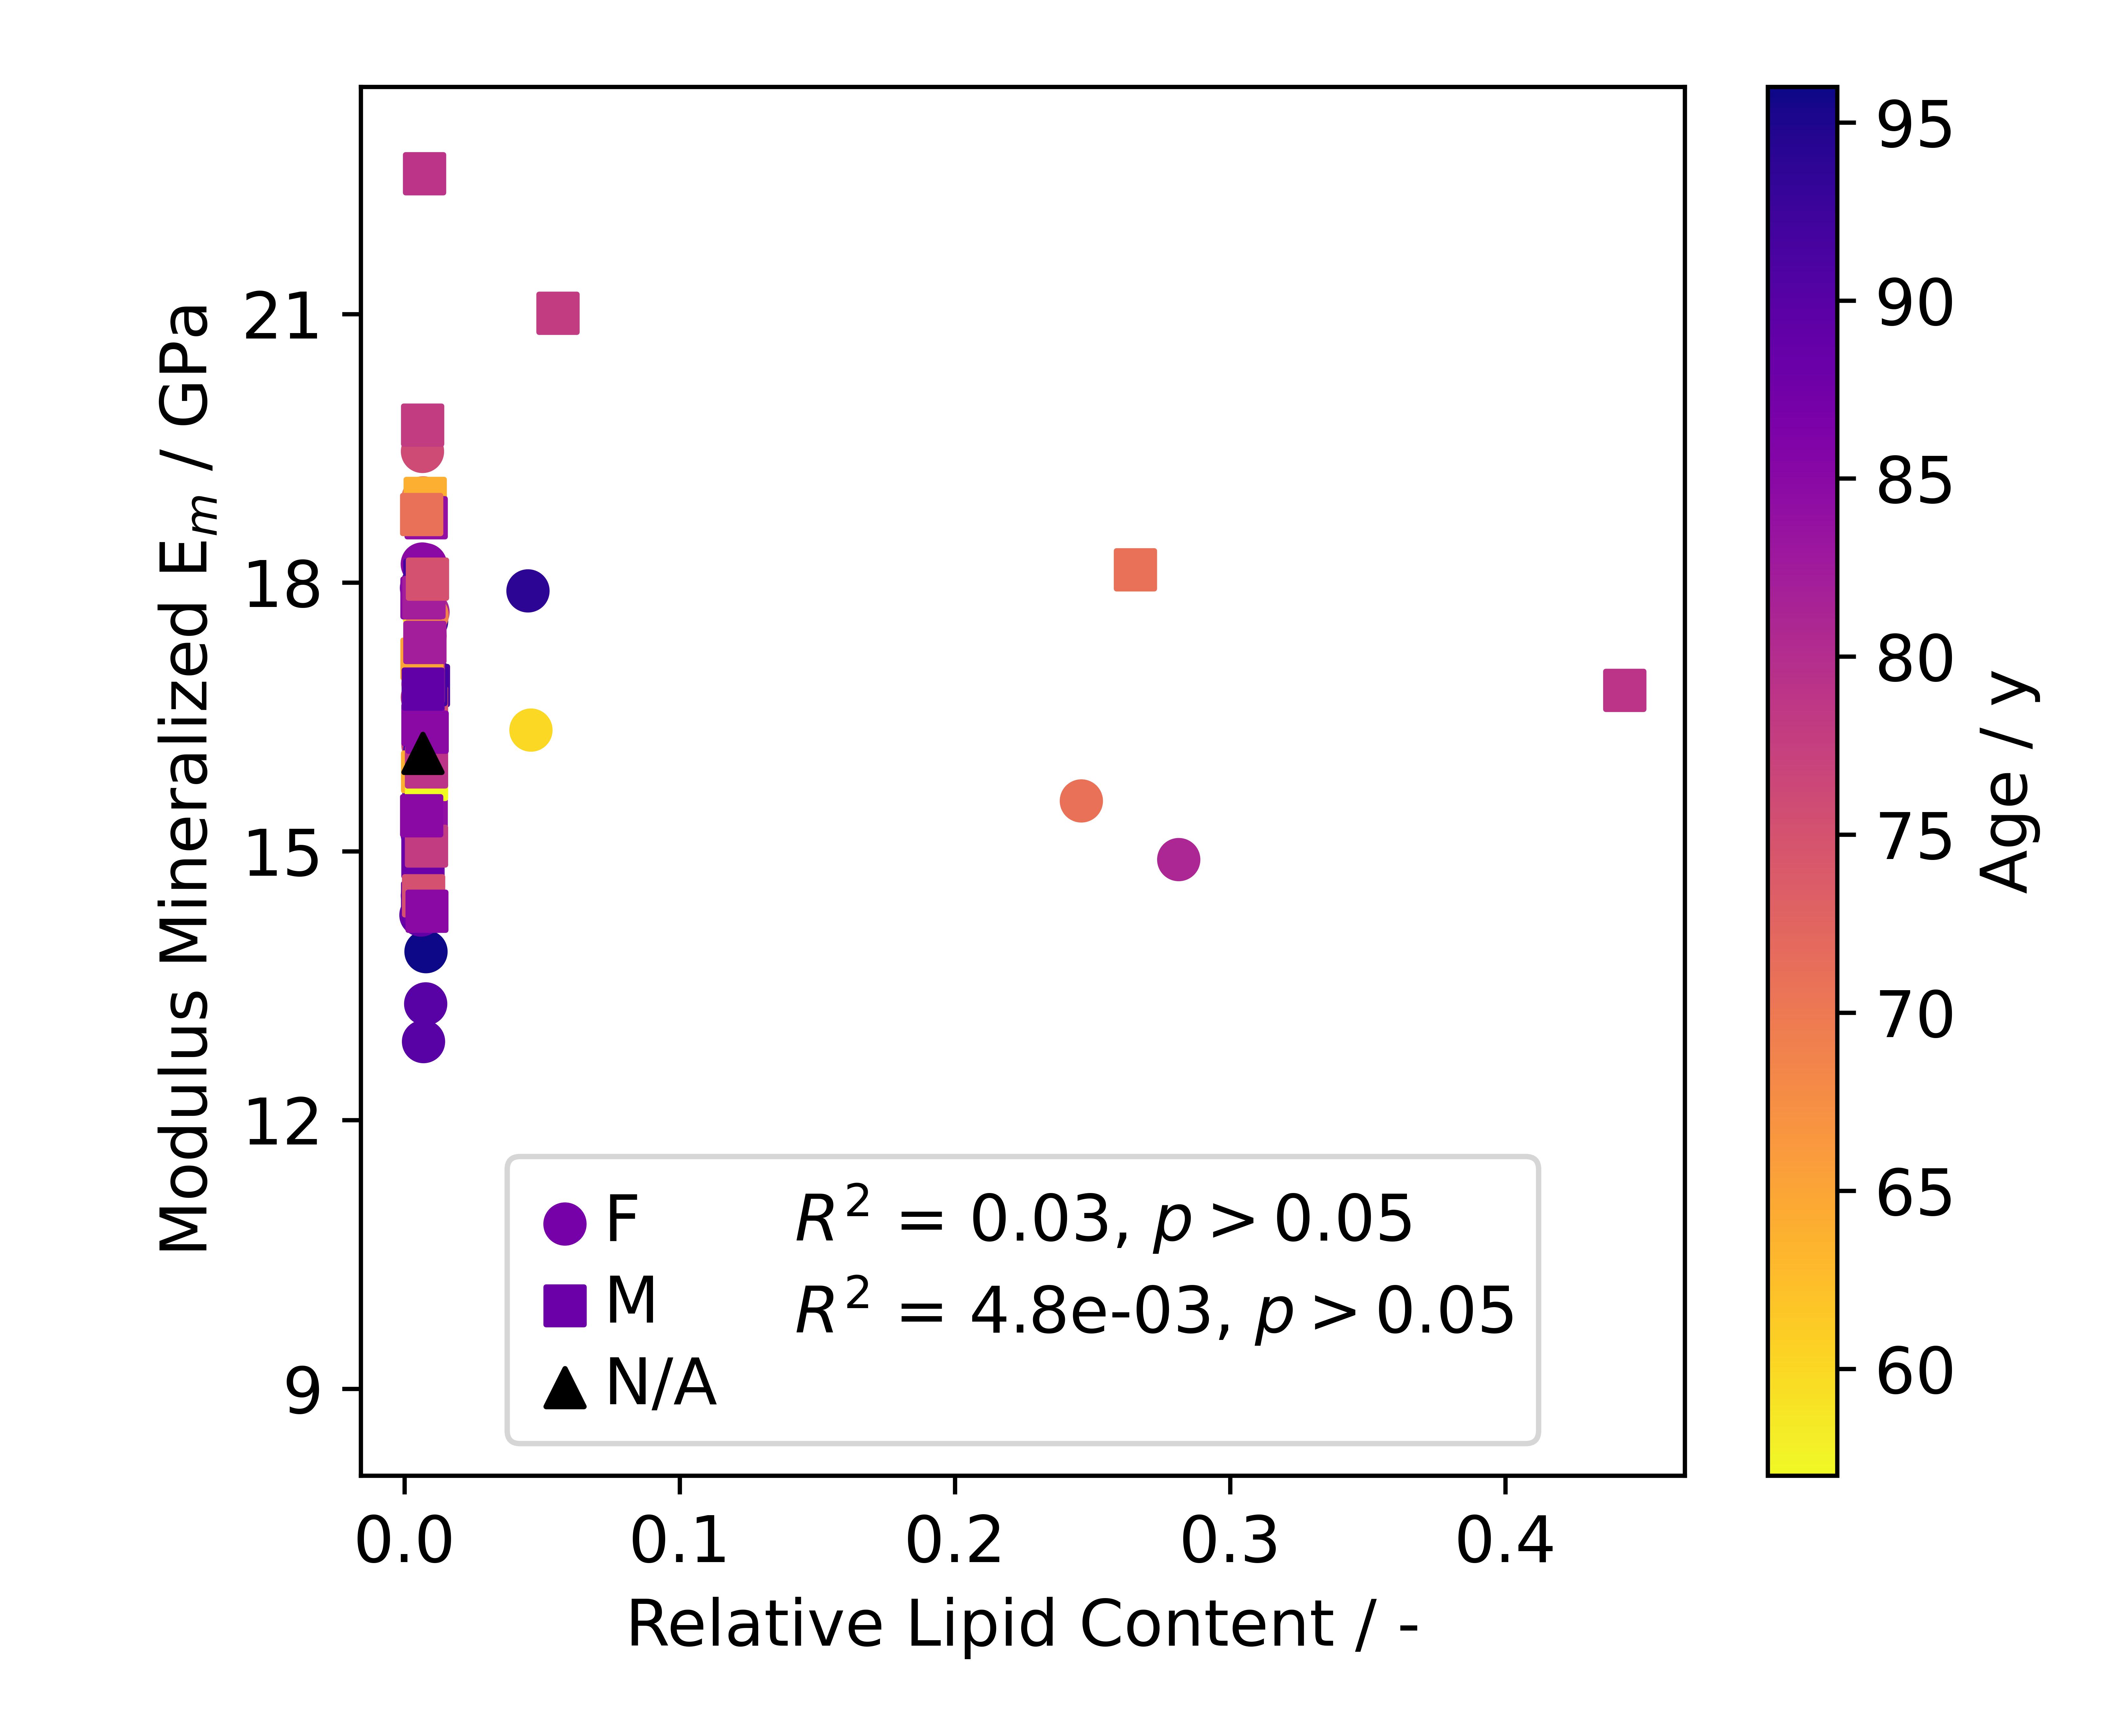 Modulus Mineralized Eₘ / GPa
21
18
15
12
9
F R² = 0.03, p > 0.05
M R² = 4.8e-03, p > 0.05
N/A
0.0 0.1 0.2 0.3 0.4
Relative Lipid Content / -
95
90
85
80
75
70
65
60
Age / y